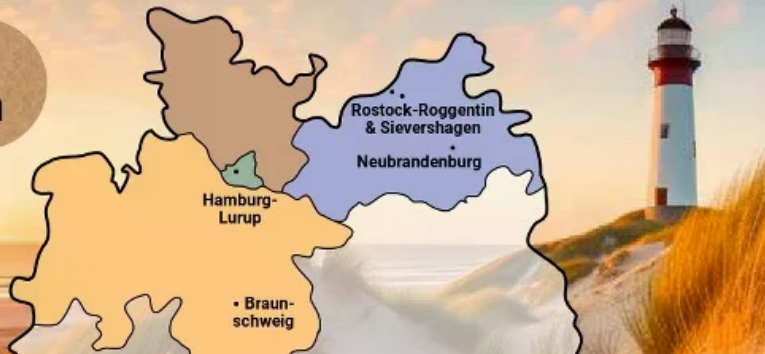 Rostock-Roggentin
& Sievershagen
Neubrandenburg
Hamburg-
Lurup
• Braun-
schweig